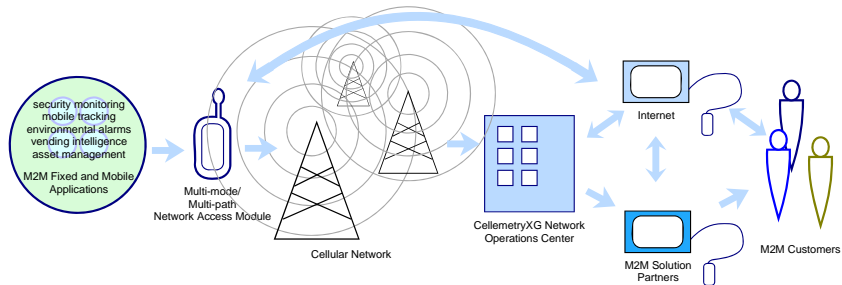 security monitoring
mobile tracking
environmental alarms
vending intelligence
asset management
M2M Fixed and Mobile
Applications
Multi-mode/
Multi-path
Network Access Module
Cellular Network
CellemetryXG Network
Operations Center
Internet
M2M Solution
Partners
M2M Customers